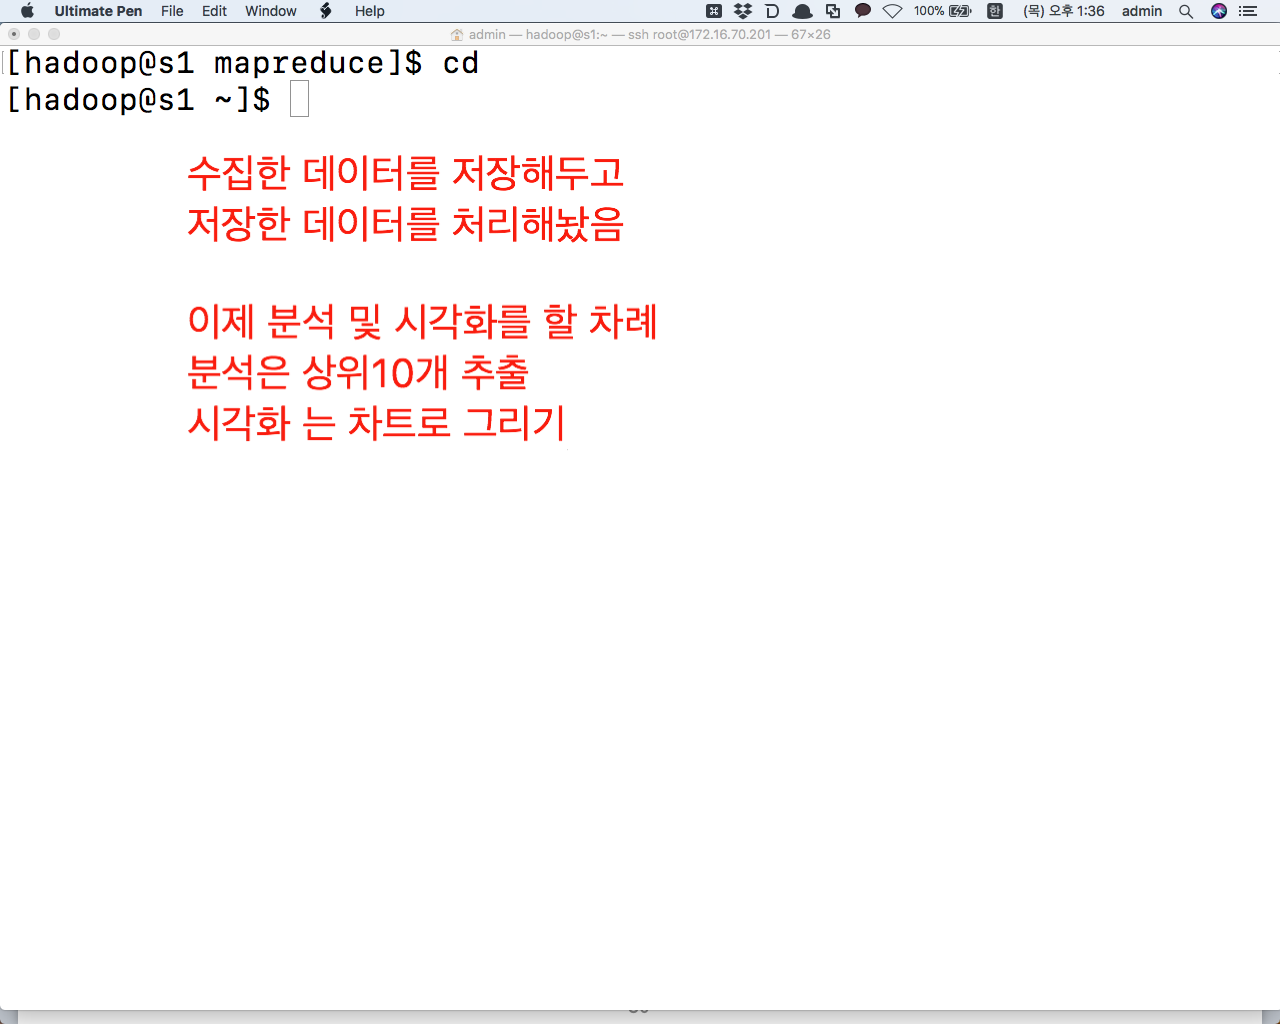 Ultimate Pen File Edit Window Help 100% 한 (목) 오후 1:36 admin
admin — hadoop@s1:~ — ssh root@172.16.70.201 — 67×26
[hadoop@s1 mapreduce]$ cd
[hadoop@s1 ~]$
수집한 데이터를 저장해두고
저장한 데이터를 처리해놨음
이제 분석 및 시각화를 할 차례
분석은 상위10개 추출
시각화 는 차트로 그리기